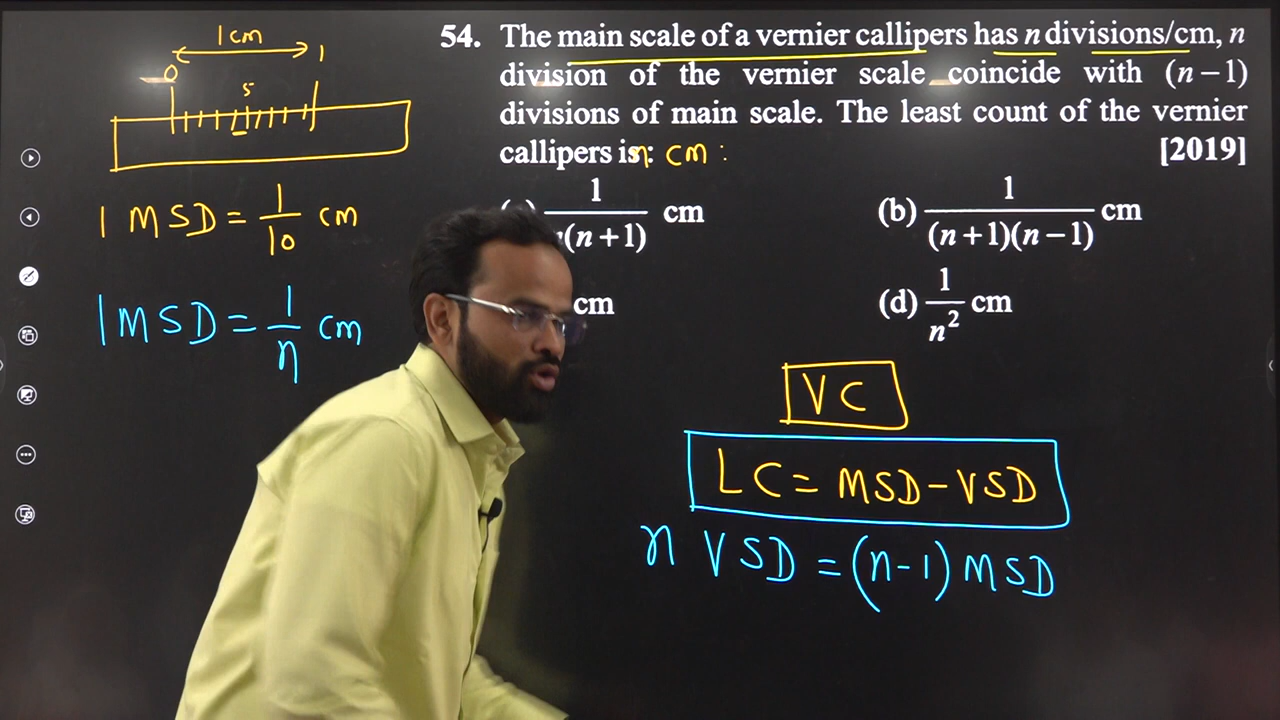 54. The main scale of a vernier callipers has n divisions/cm, n
division of the vernier scale coincide with (n−1)
divisions of main scale. The least count of the vernier
callipers is: cm : [2019]
1/(n+1) cm
(b) 1/((n+1)(n−1)) cm
cm
(d) 1/n² cm
1cm
0 1
5
1 MSD = 1/10 cm
1 MSD = 1/n cm
VC
LC = MSD − VSD
n VSD = (n-1) MSD